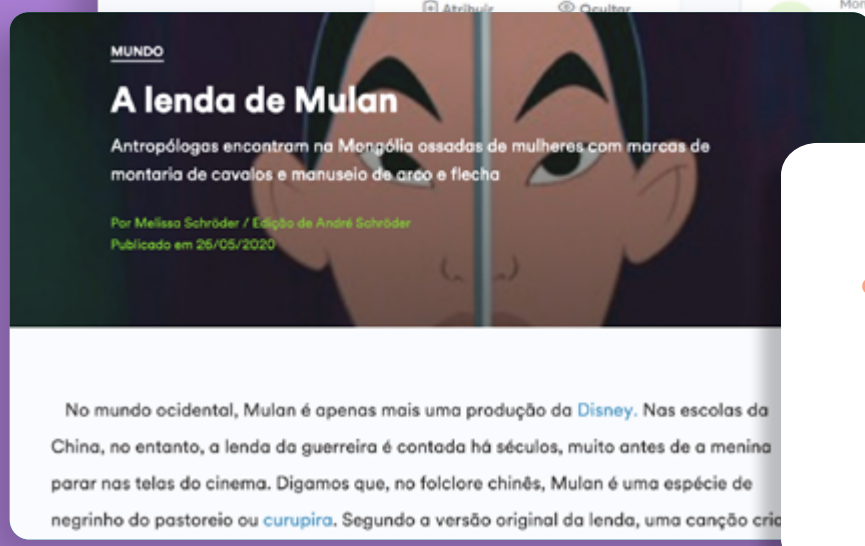 Atribuir Ocultar
MUNDO
A lenda de Mulan
Antropólogas encontram na Mongólia ossadas de mulheres com marcas de
montaria de cavalos e manuseio de arco e flecha
Por Melissa Schröder / Edição de André Schröder
Publicado em 26/05/2020
No mundo ocidental, Mulan é apenas mais uma produção da Disney. Nas escolas da
China, no entanto, a lenda da guerreira é contada há séculos, muito antes de a menina
parar nas telas do cinema. Digamos que, no folclore chinês, Mulan é uma espécie de
negrinho do pastoreio ou curupira. Segundo a versão original da lenda, uma canção